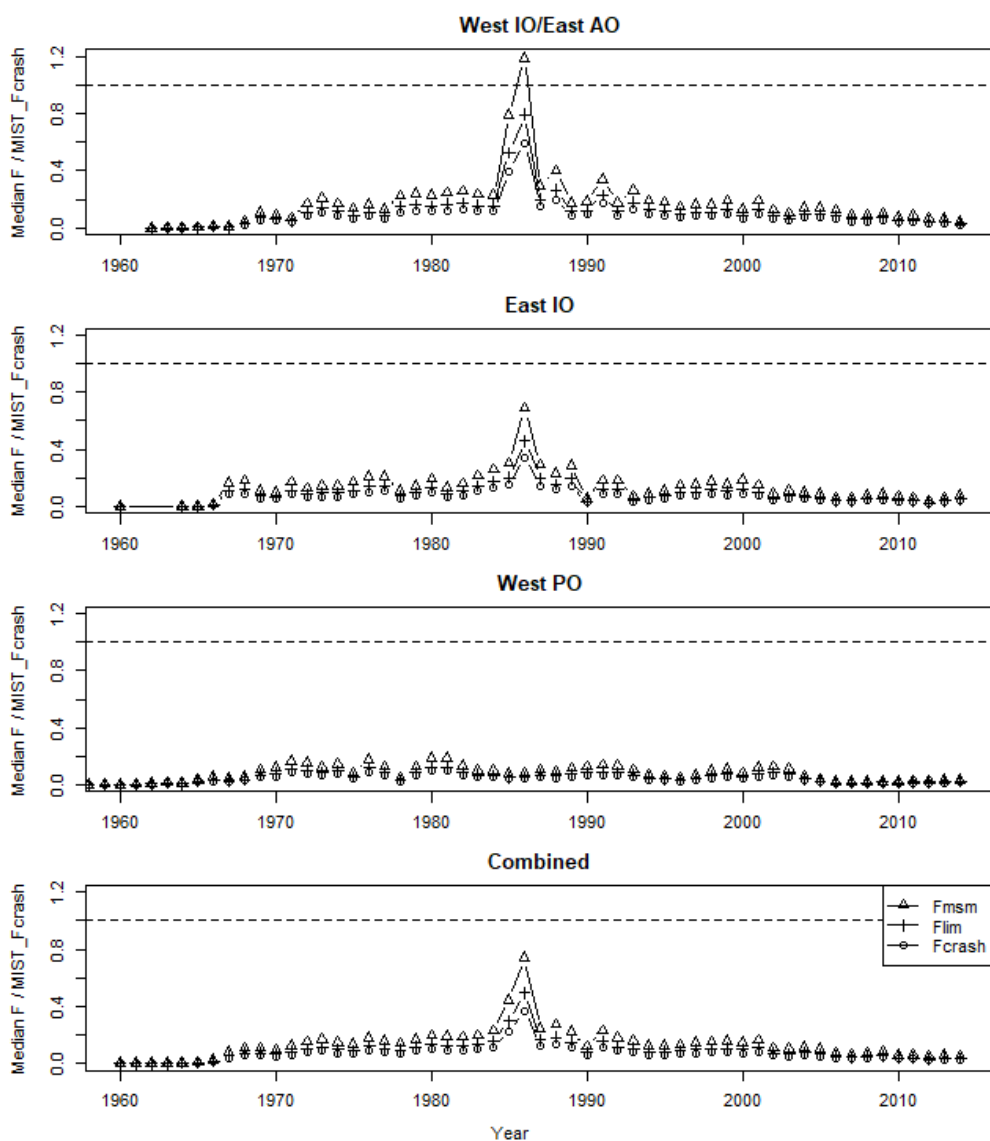 West IO/East AO
Median F / MIST_Fcrash
0.0 0.4 0.8 1.2
1960 1970 1980 1990 2000 2010
East IO
Median F / MIST_Fcrash
0.0 0.4 0.8 1.2
1960 1970 1980 1990 2000 2010
West PO
Median F / MIST_Fcrash
0.0 0.4 0.8 1.2
1960 1970 1980 1990 2000 2010
Combined
Median F / MIST_Fcrash
0.0 0.4 0.8 1.2
Fmsm
Flim
Fcrash
1960 1970 1980 1990 2000 2010
Year